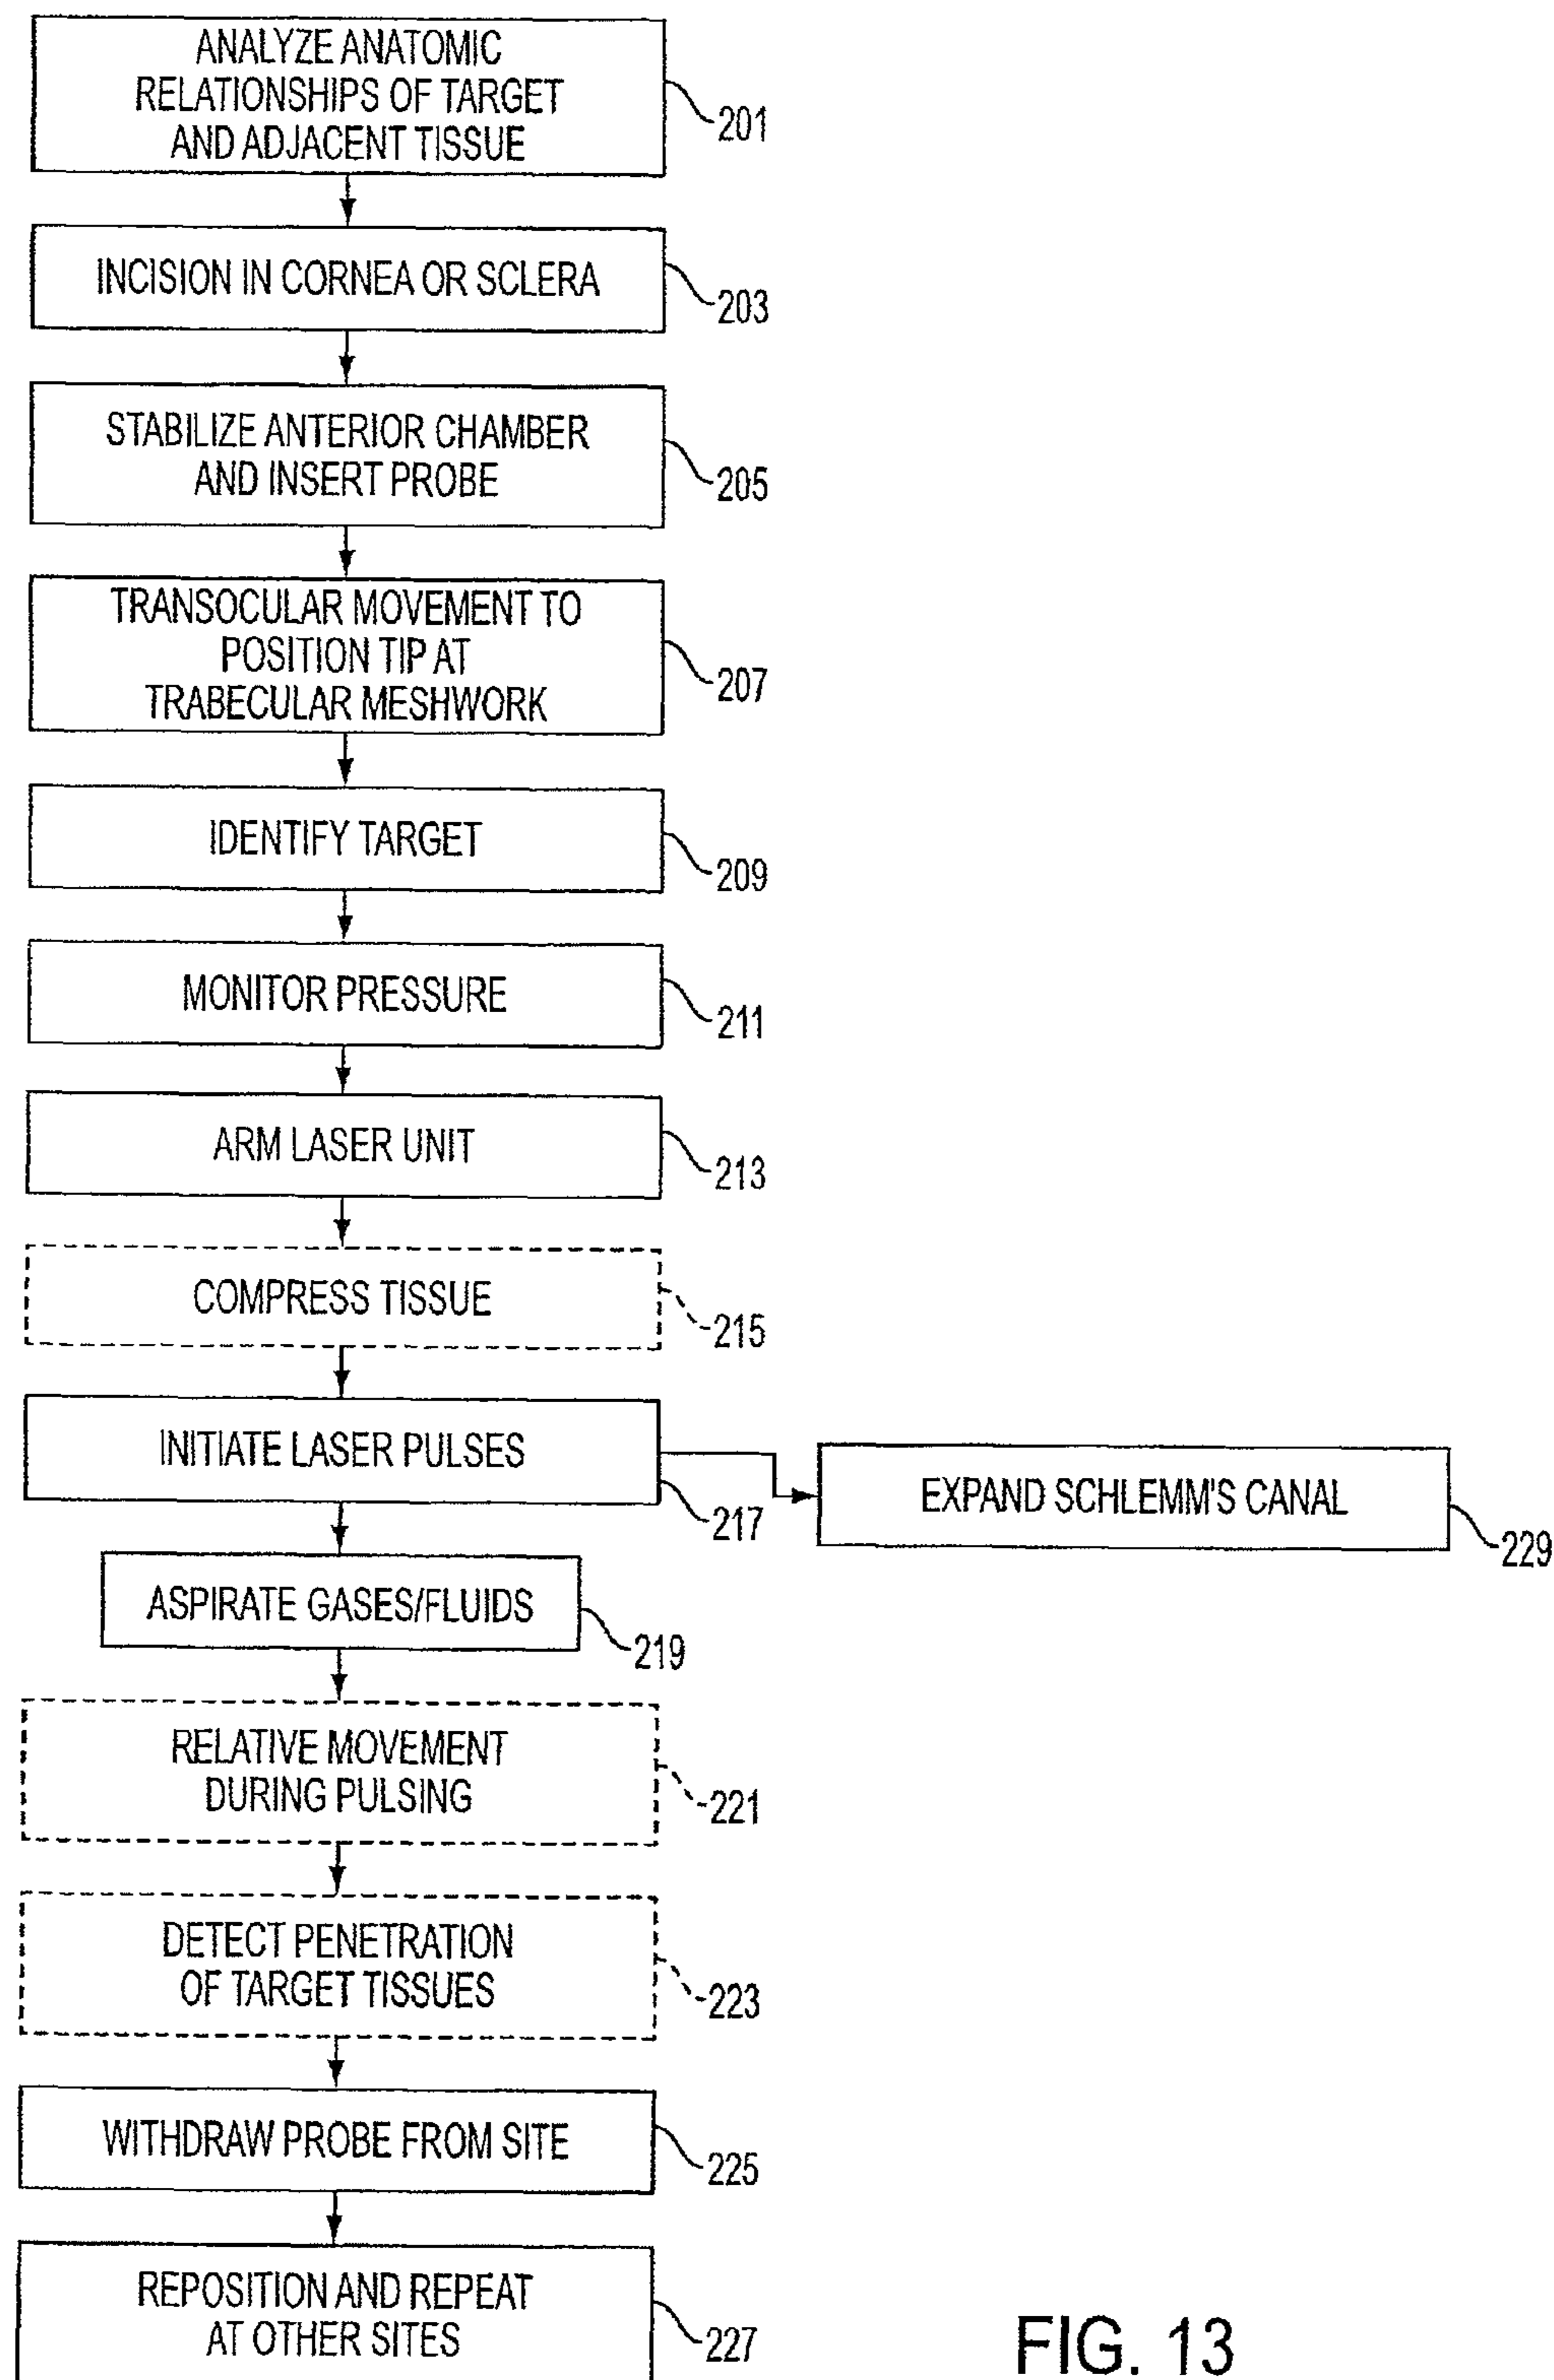 ANALYZE ANATOMIC
RELATIONSHIPS OF TARGET
AND ADJACENT TISSUE
201
INCISION IN CORNEA OR SCLERA
203
STABILIZE ANTERIOR CHAMBER
AND INSERT PROBE
205
TRANSOCULAR MOVEMENT TO
POSITION TIP AT
TRABECULAR MESHWORK
207
IDENTIFY TARGET
209
MONITOR PRESSURE
211
ARM LASER UNIT
213
COMPRESS TISSUE
215
INITIATE LASER PULSES
217
EXPAND SCHLEMM'S CANAL
229
ASPIRATE GASES/FLUIDS
219
RELATIVE MOVEMENT
DURING PULSING
221
DETECT PENETRATION
OF TARGET TISSUES
223
WITHDRAW PROBE FROM SITE
225
REPOSITION AND REPEAT
AT OTHER SITES
227
FIG. 13